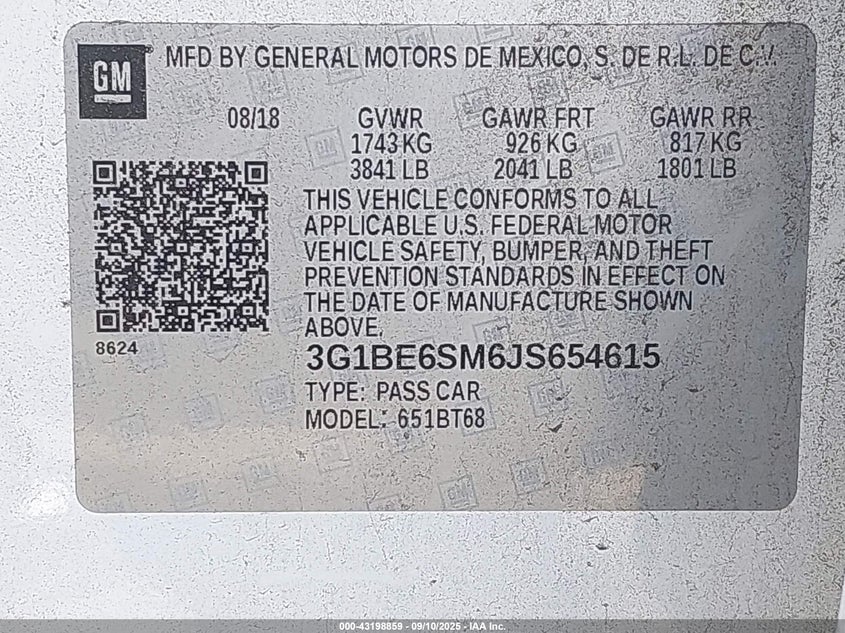 GM
MFD BY GENERAL MOTORS DE MEXICO, S. DE R.L. DE C.V.
08/18 GVWR GAWR FRT GAWR RR
1743 KG 926 KG 817 KG
3841 LB 2041 LB 1801 LB
THIS VEHICLE CONFORMS TO ALL
APPLICABLE U.S. FEDERAL MOTOR
VEHICLE SAFETY, BUMPER, AND THEFT
PREVENTION STANDARDS IN EFFECT ON
THE DATE OF MANUFACTURE SHOWN
ABOVE.
8624
3G1BE6SM6JS654615
TYPE: PASS CAR
MODEL: 651BT68
000-43198859 - 09/10/2025 - IAA Inc.